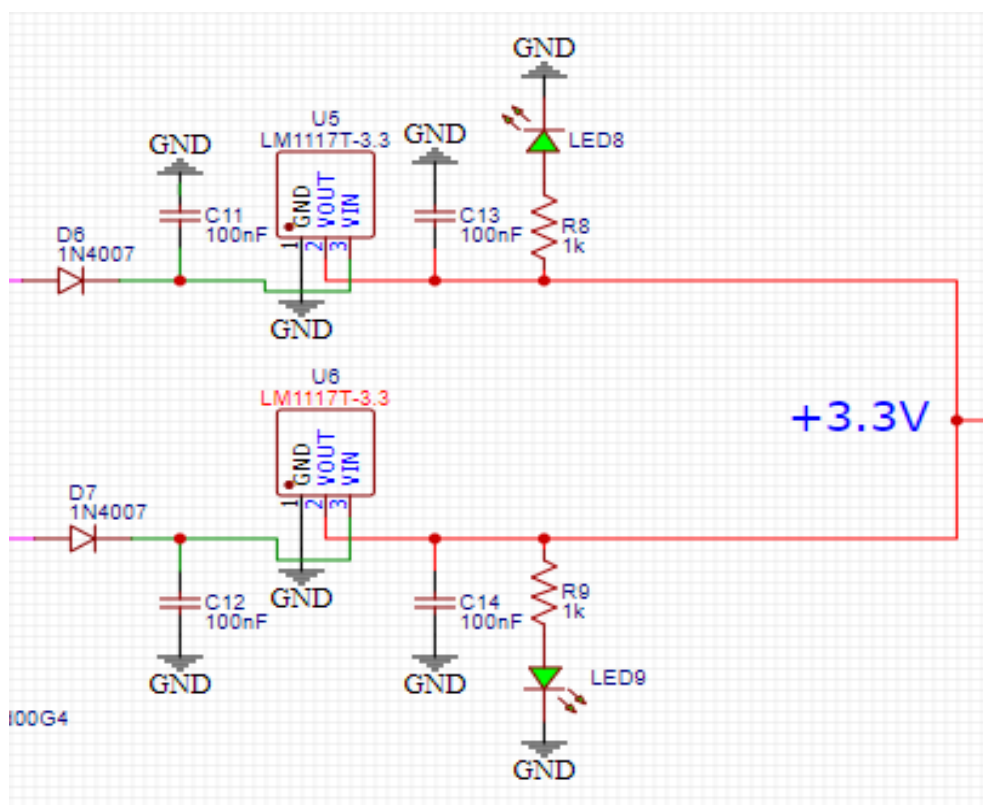 GND
U5
LM1117T-3.3
GND
GND
LED8
GND
VOUT
VIN
C11
100nF
C13
100nF
R8
1k
D6
1N4007
1
2
3
GND
U6
LM1117T-3.3
+3.3V
GND
VOUT
VIN
D7
1N4007
1
2
3
GND
C12
100nF
C14
100nF
R9
1k
GND
GND
LED9
I00G4
GND